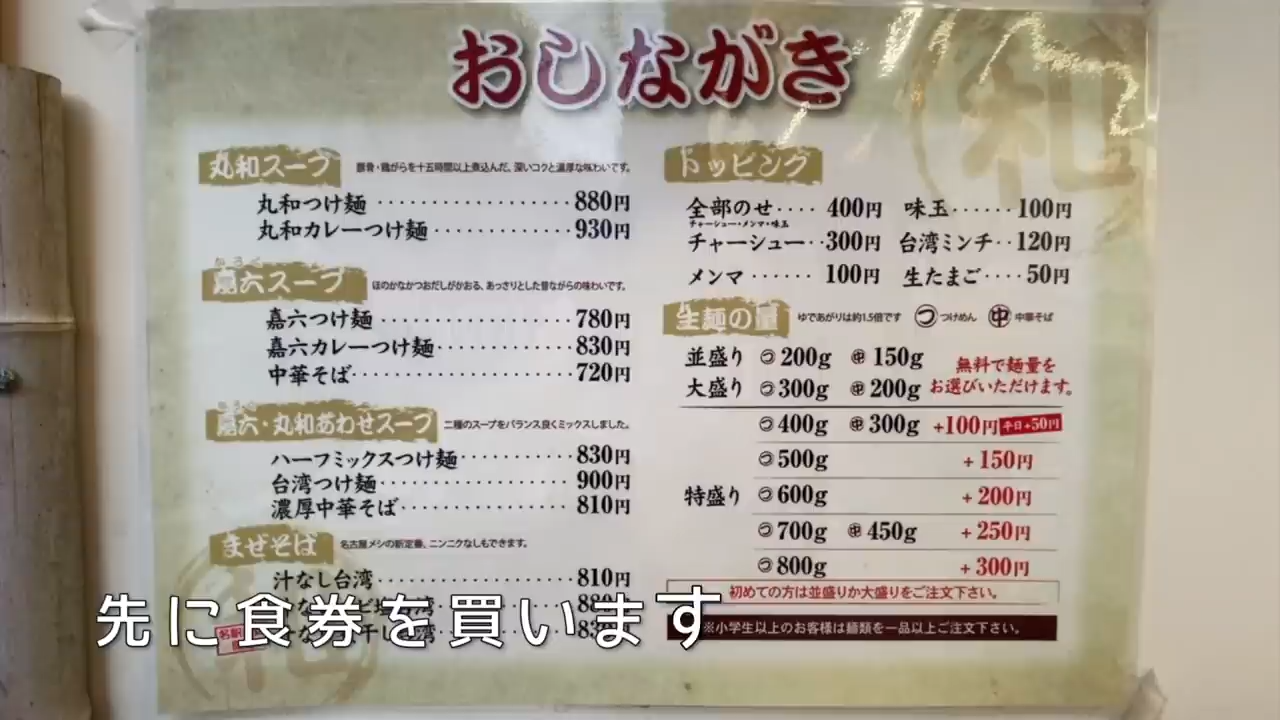 おしながき
丸和スープ 豚骨・鶏がらを十五時間以上煮込んだ、深いコクと濃厚な味わいです。
丸和つけ麺 880円
丸和カレーつけ麺 930円
かろく
嘉六スープ ほのかなかつおだしがかおる、あっさりとした昔ながらの味わいです。
嘉六つけ麺 780円
嘉六カレーつけ麺 830円
中華そば 720円
嘉六・丸和あわせスープ 二種のスープをバランス良くミックスしました。
ハーフミックスつけ麺 830円
台湾つけ麺 900円
濃厚中華そば 810円
まぜそば 名古屋メシの新定番、ニンニクなしもできます。
汁なし台湾 810円
先に食券を買います
トッピング
全部のせ 400円 味玉 100円
チャーシュー・メンマ・味玉
チャーシュー 300円 台湾ミンチ 120円
メンマ 100円 生たまご 50円
生麺の量 ゆであがりは約1.5倍です つ つけめん 中 中華そば
並盛り つ 200g 中 150g
大盛り つ 300g 中 200g
無料で麺量を
お選びいただけます。
つ 400g 中 300g +100円 平日+50円
つ 500g +150円
特盛り つ 600g +200円
つ 700g 中 450g +250円
つ 800g +300円
初めての方は並盛りか大盛りをご注文下さい。
※小学生以上のお客様は麺類を一品以上ご注文下さい。